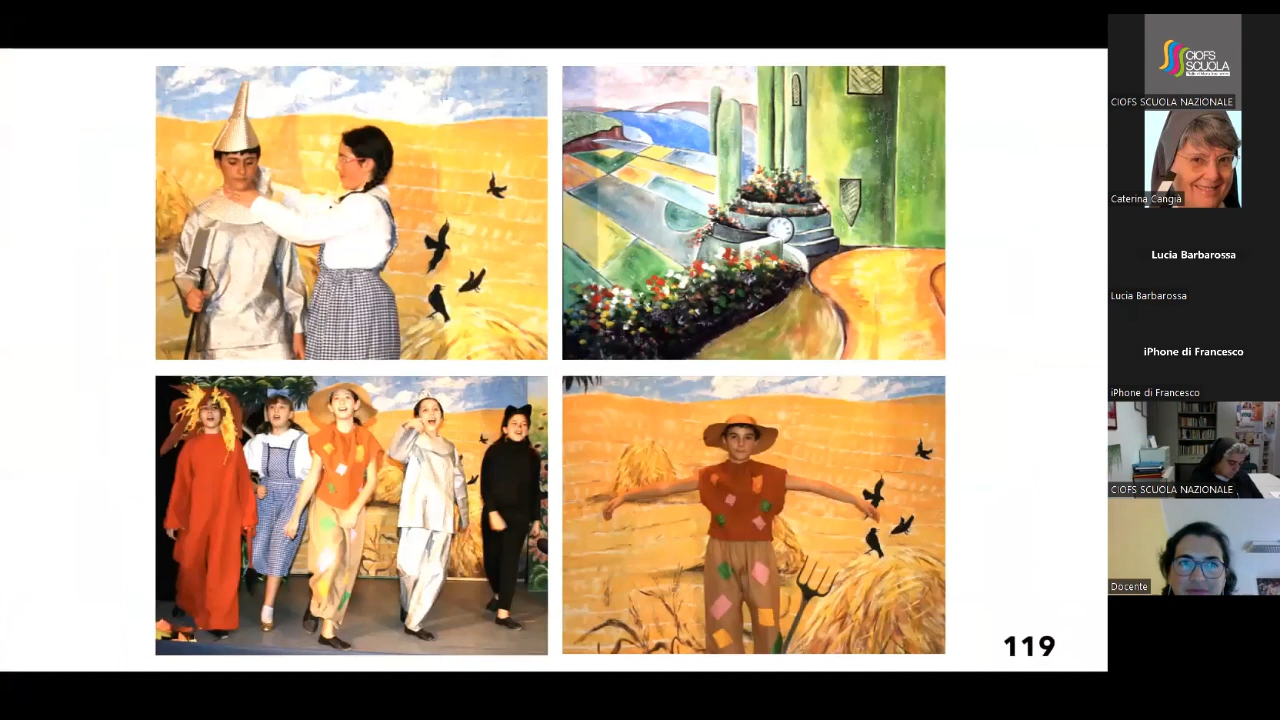 119
CIOFS
SCUOLA
CIOFS SCUOLA NAZIONALE
Caterina Cangià
Lucia Barbarossa
Lucia Barbarossa
iPhone di Francesco
iPhone di Francesco
CIOFS SCUOLA NAZIONALE
Docente